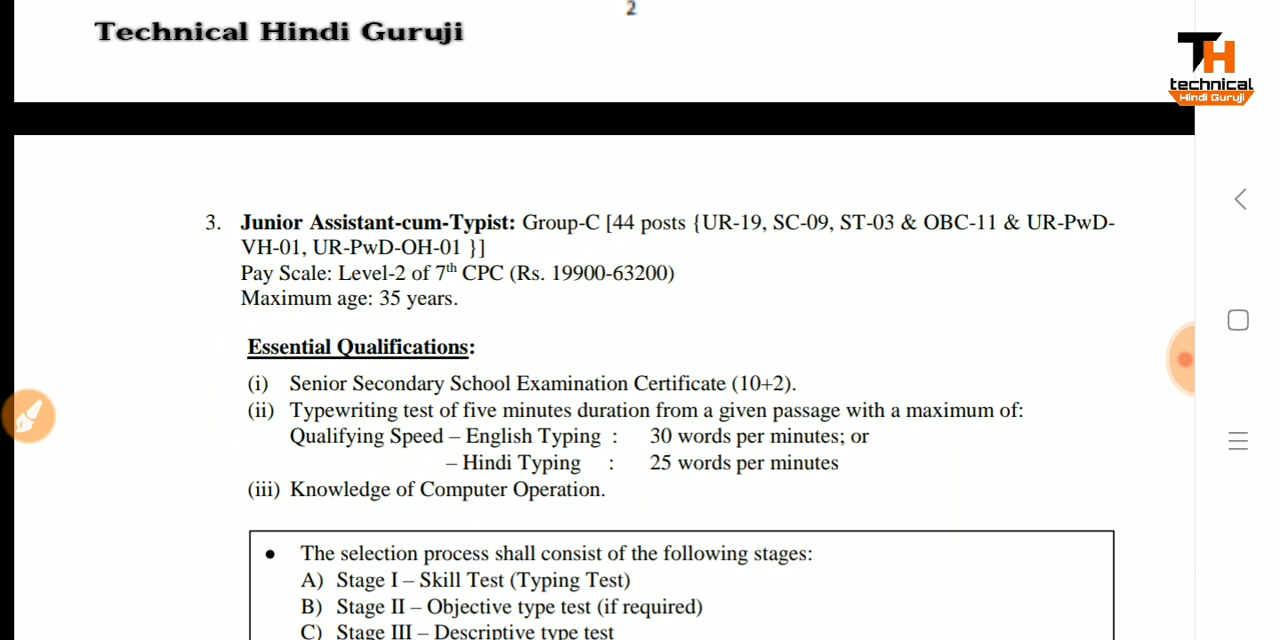 2
Technical Hindi Guruji
TH
technical
Hindi Guruji
3. Junior Assistant-cum-Typist: Group-C [44 posts {UR-19, SC-09, ST-03 & OBC-11 & UR-PwD-
VH-01, UR-PwD-OH-01 }]
Pay Scale: Level-2 of 7th CPC (Rs. 19900-63200)
Maximum age: 35 years.
Essential Qualifications:
(i) Senior Secondary School Examination Certificate (10+2).
(ii) Typewriting test of five minutes duration from a given passage with a maximum of:
Qualifying Speed – English Typing : 30 words per minutes; or
– Hindi Typing : 25 words per minutes
(iii) Knowledge of Computer Operation.
● The selection process shall consist of the following stages:
A) Stage I – Skill Test (Typing Test)
B) Stage II – Objective type test (if required)
C) Stage III – Descriptive type test